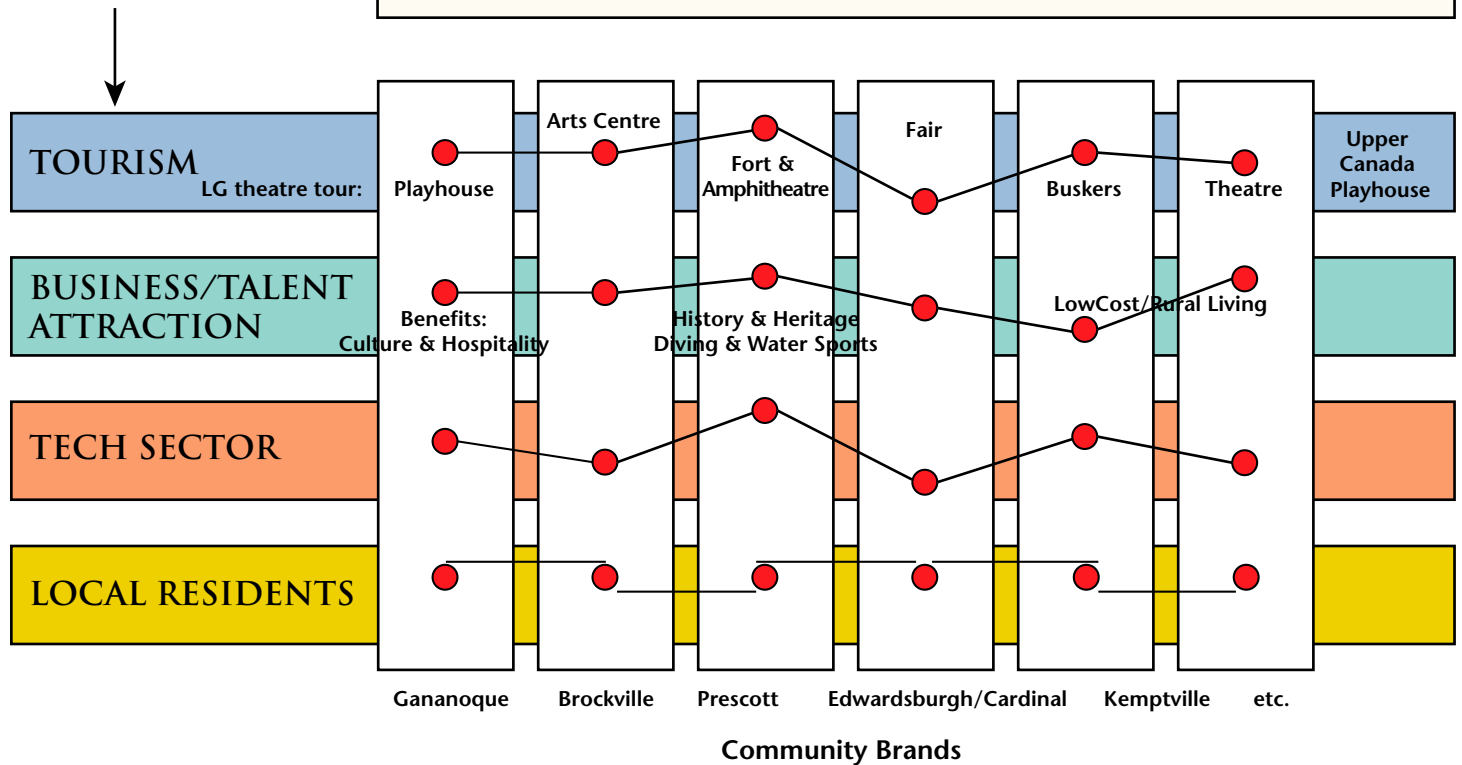 TOURISM
LG theatre tour:
Playhouse
Arts Centre
Fort &
Amphitheatre
Fair
Buskers
Theatre
Upper
Canada
Playhouse
BUSINESS/TALENT
ATTRACTION
Benefits:
Culture & Hospitality
History & Heritage
Diving & Water Sports
LowCost/Rural Living
TECH SECTOR
LOCAL RESIDENTS
Gananoque
Brockville
Prescott
Edwardsburgh/Cardinal
Kemptville
etc.
Community Brands